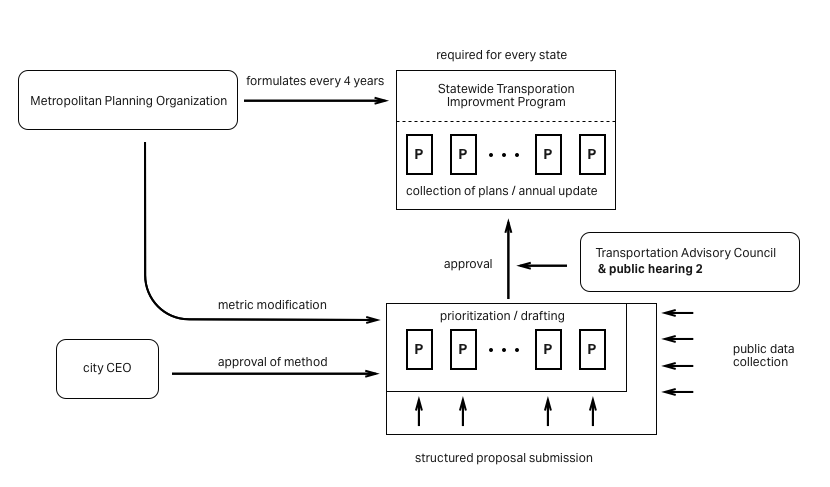 required for every state
formulates every 4 years
Metropolitan Planning Organization
Statewide Transporation
Improvment Program
P P • • • P P
collection of plans / annual update
Transportation Advisory Council
& public hearing 2
approval
metric modification
prioritization / drafting
P P • • • P P
public data
collection
approval of method
city CEO
structured proposal submission